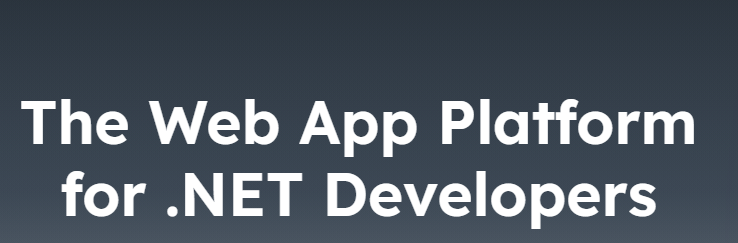 The Web App Platform
for .NET Developers